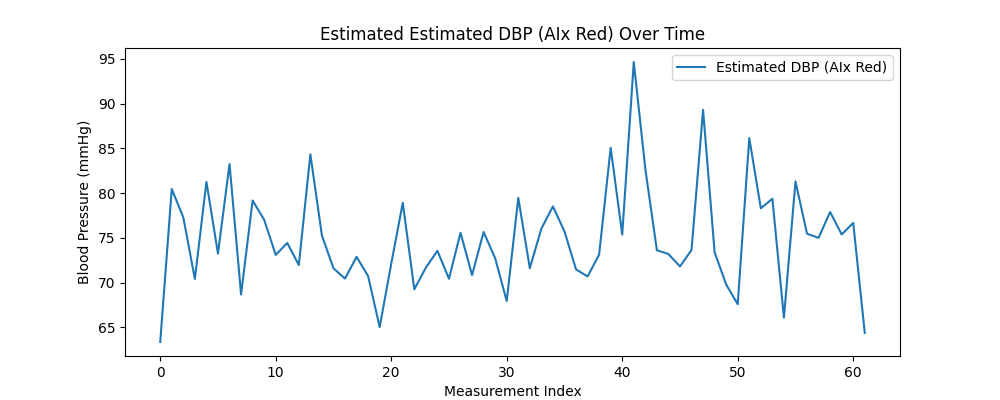 Estimated Estimated DBP (AIx Red) Over Time
Estimated DBP (AIx Red)
Blood Pressure (mmHg)
95
90
85
80
75
70
65
0 10 20 30 40 50 60
Measurement Index